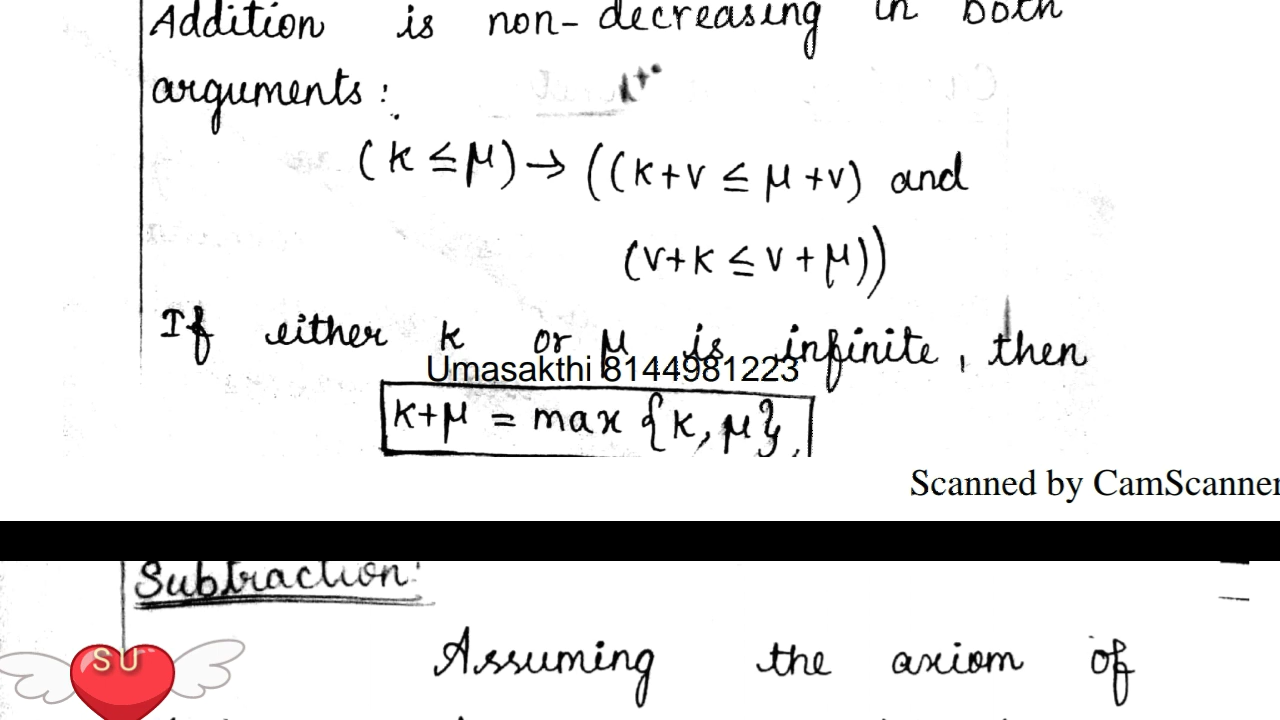 Addition is non-decreasing in both
arguments:
(k ≤ μ) → ((k+v ≤ μ+v) and
(v+k ≤ v+μ))
If either k or μ is infinite, then
Umasakthi 8144981223
k+μ = max {k, μ}.
Scanned by CamScanner
Subtraction:
Assuming the axiom of
SU